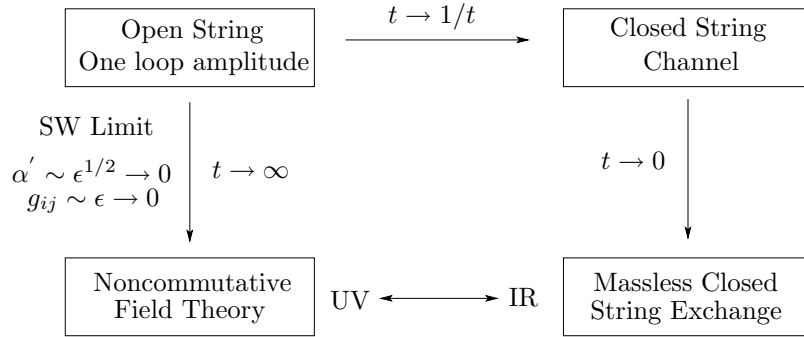 Open String
One loop amplitude
t → 1/t
Closed String
Channel
SW Limit
α′ ∼ ϵ^{1/2} → 0
g_{ij} ∼ ϵ → 0
t → ∞
t → 0
Noncommutative
Field Theory
UV
IR
Massless Closed
String Exchange